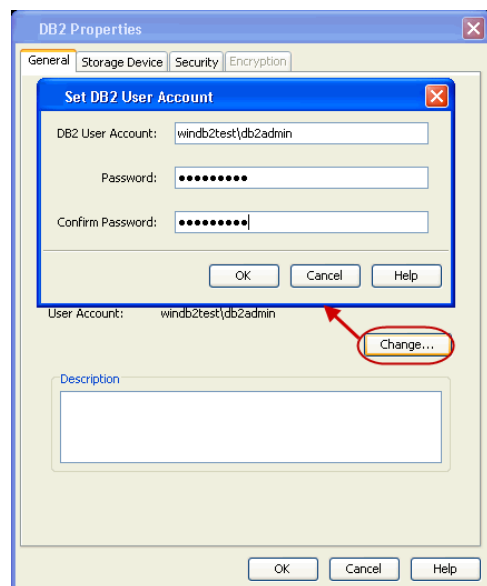 DB2 Properties
General Storage Device Security Encryption
Set DB2 User Account
DB2 User Account: windb2test\db2admin
Password: •••••••••
Confirm Password: •••••••••
OK Cancel Help
User Account: windb2test\db2admin
Change...
Description
OK Cancel Help